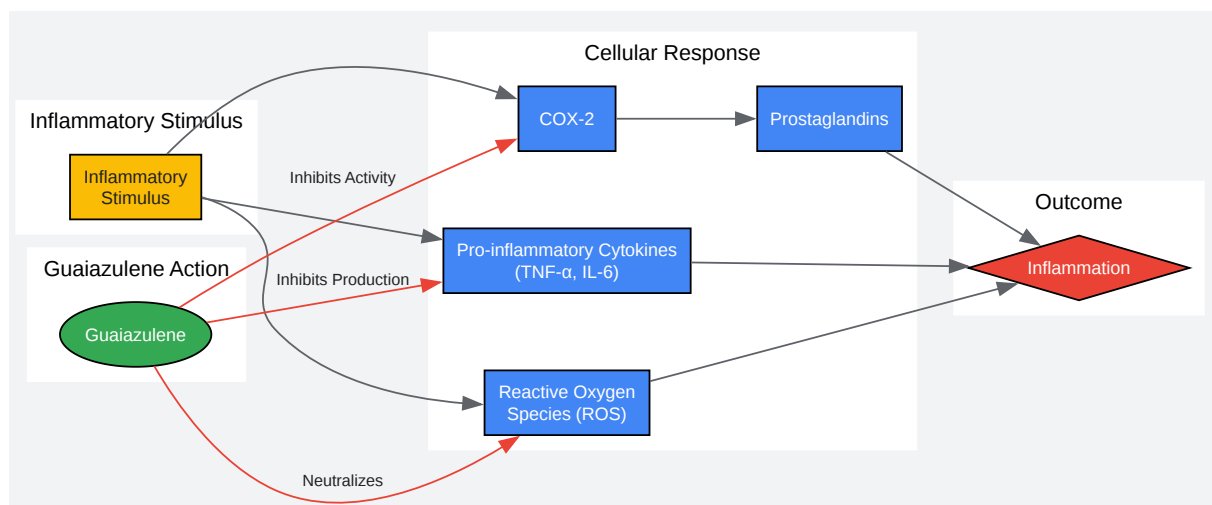 Cellular Response
COX-2
Prostaglandins
Inflammatory Stimulus
Inflammatory
Stimulus
Inhibits Activity
Outcome
Inflammation
Pro-inflammatory Cytokines
(TNF-α, IL-6)
Guaiazulene Action
Inhibits Production
Guaiazulene
Reactive Oxygen
Species (ROS)
Neutralizes